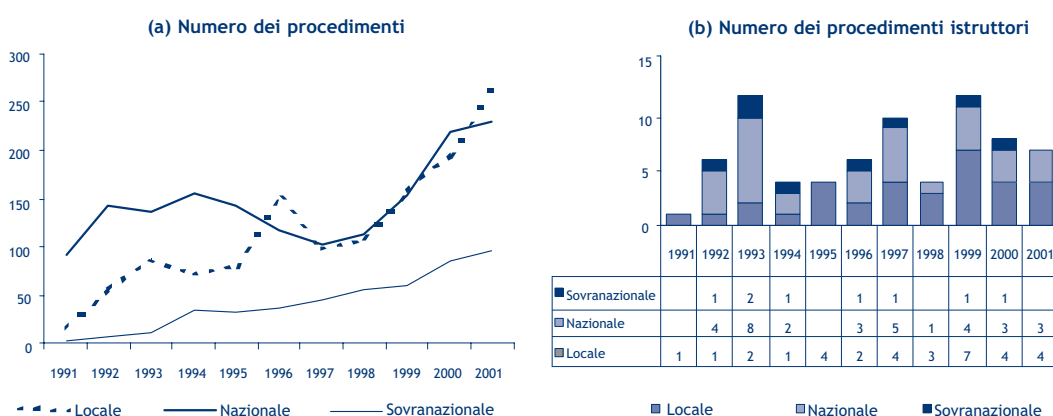 (a) Numero dei procedimenti
300
250
200
150
100
50
0
1991 1992 1993 1994 1995 1996 1997 1998 1999 2000 2001
Locale Nazionale Sovranazionale
(b) Numero dei procedimenti istruttori
15
10
5
0
1991 1992 1993 1994 1995 1996 1997 1998 1999 2000 2001
Sovranazionale 1 2 1 1 1 1 1
Nazionale 4 8 2 3 5 1 4 3 3
Locale 1 1 2 1 4 2 4 3 7 4 4
Locale Nazionale Sovranazionale